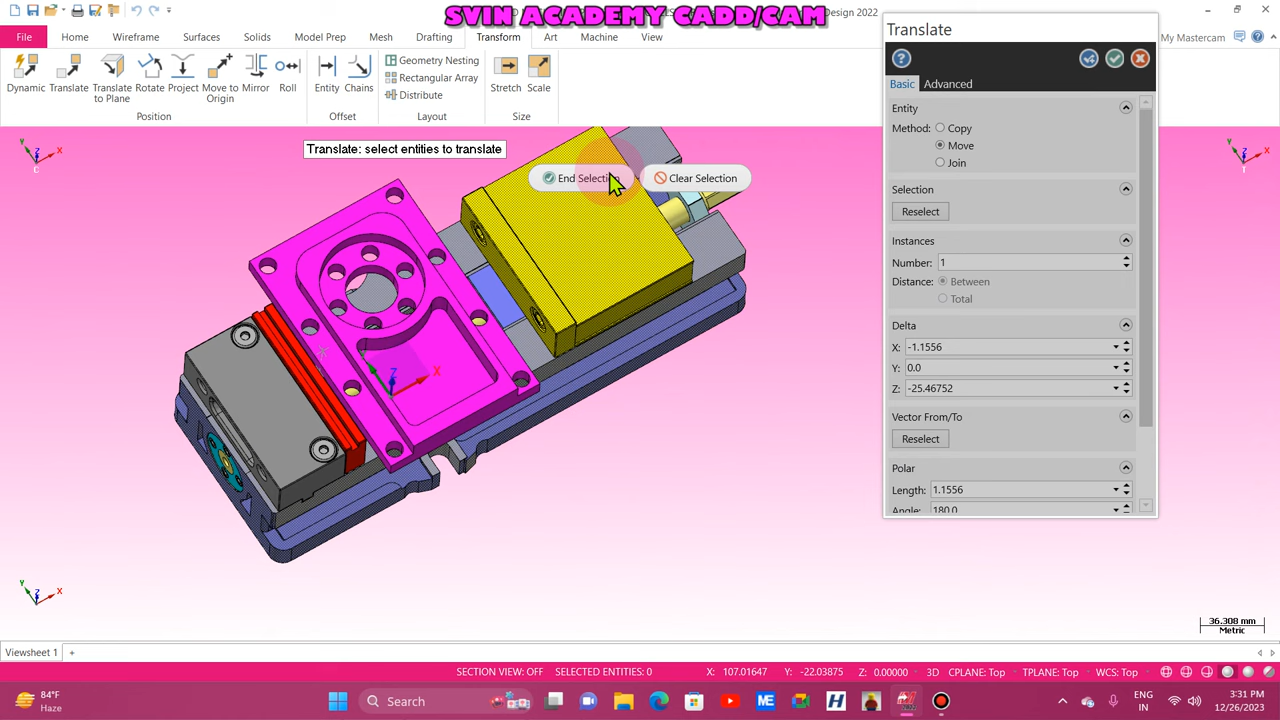 SVIN ACADEMY CADD/CAM
Design 2022
File
Home
Wireframe
Surfaces
Solids
Model Prep
Mesh
Drafting
Transform
Art
Machine
View
My Mastercam
Dynamic
Translate
Translate to Plane
Rotate
Project
Move to Origin
Mirror
Roll
Position
Entity
Chains
Offset
Geometry Nesting
Rectangular Array
Distribute
Layout
Stretch
Scale
Size
Translate: select entities to translate
End Selection
Clear Selection
Translate
Basic
Advanced
Entity
Method:
Copy
Move
Join
Selection
Reselect
Instances
Number: 1
Distance:
Between
Total
Delta
X: -1.1556
Y: 0.0
Z: -25.46752
Vector From/To
Reselect
Polar
Length: 1.1556
Angle: 180.0
Z
X
Y
X
Z
Y
X
Z
Y
X
Z
T
36.308 mm
Metric
Viewsheet 1
+
SECTION VIEW: OFF
SELECTED ENTITIES: 0
X: 107.01647
Y: -22.03875
Z: 0.00000
3D
CPLANE: Top
TPLANE: Top
WCS: Top
84°F
Haze
Search
ME
H
ENG
IN
3:31 PM
12/26/2023